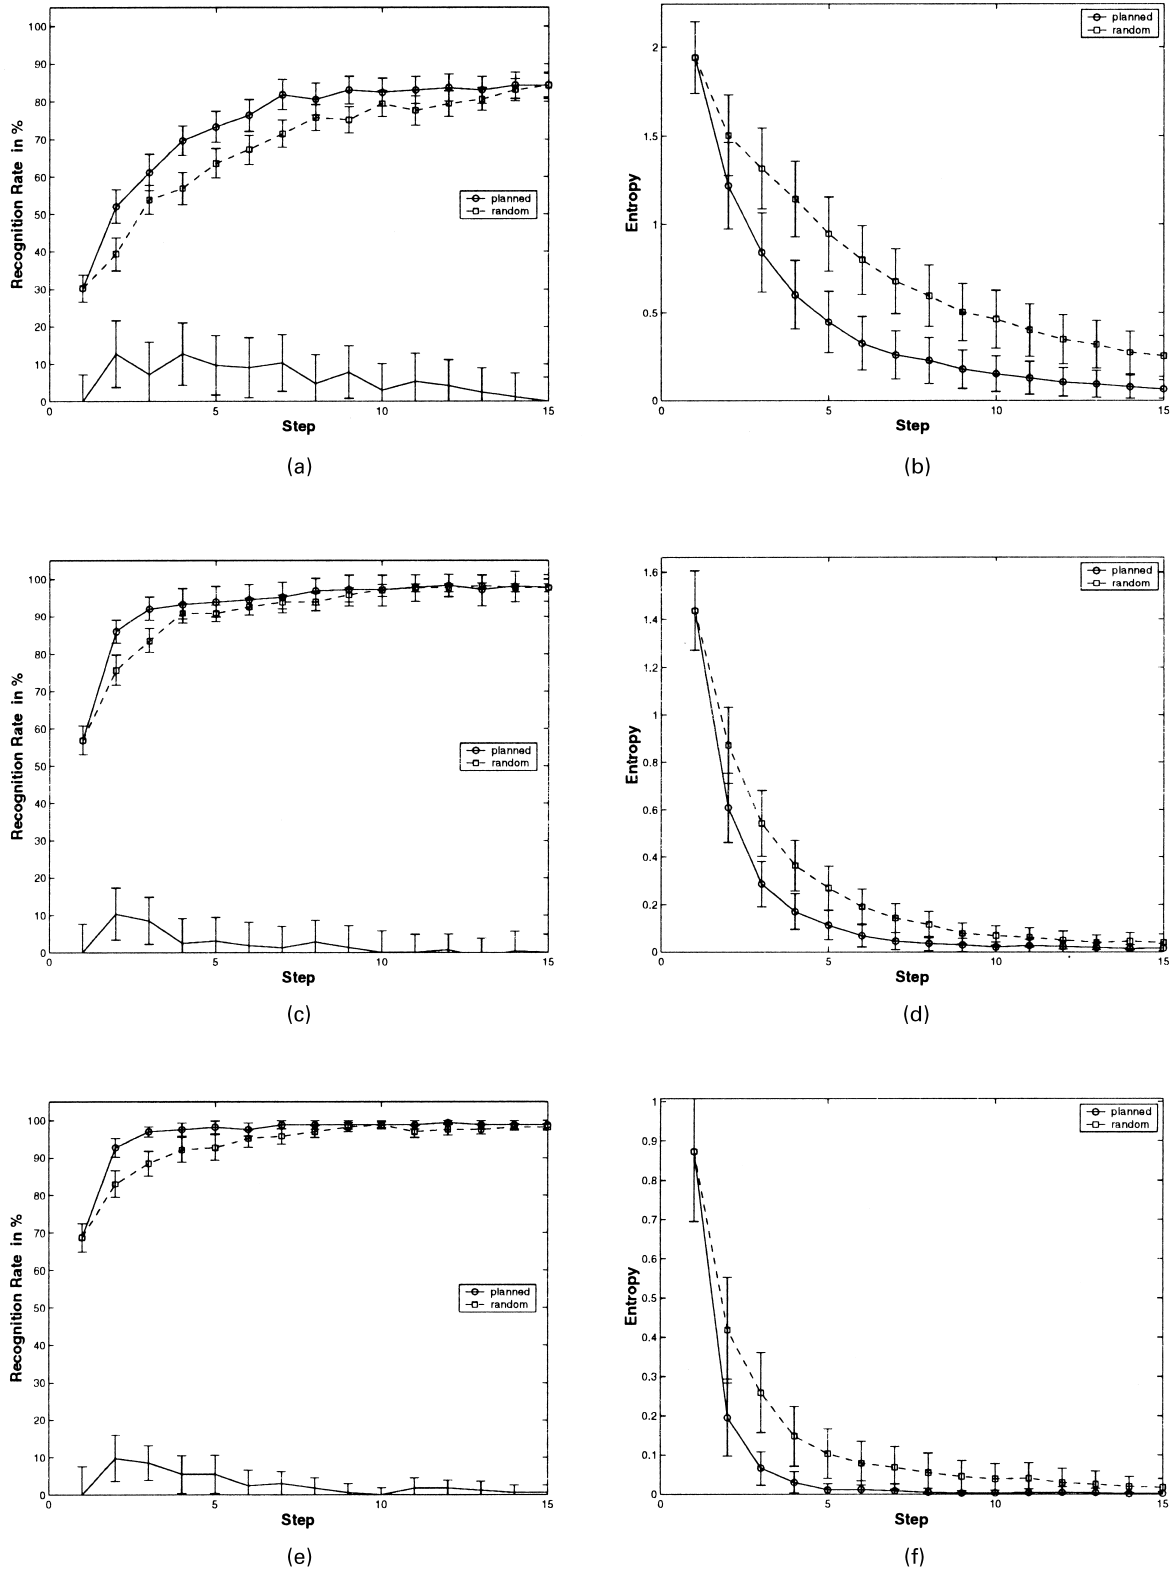 100
90
80
70
60
50
40
30
20
10
0
0 5 10 15
Recognition Rate in %
Step
planned
random
(a)
2
1.5
1
0.5
0
0 5 10 15
Entropy
Step
planned
random
(b)
100
90
80
70
60
50
40
30
20
10
0
0 5 10 15
Recognition Rate in %
Step
planned
random
(c)
1.6
1.4
1.2
1
0.8
0.6
0.4
0.2
0
0 5 10 15
Entropy
Step
planned
random
(d)
100
90
80
70
60
50
40
30
20
10
0
0 5 10 15
Recognition Rate in %
Step
planned
random
(e)
1
0.9
0.8
0.7
0.6
0.5
0.4
0.3
0.2
0.1
0
0 5 10 15
Entropy
Step
planned
random
(f)